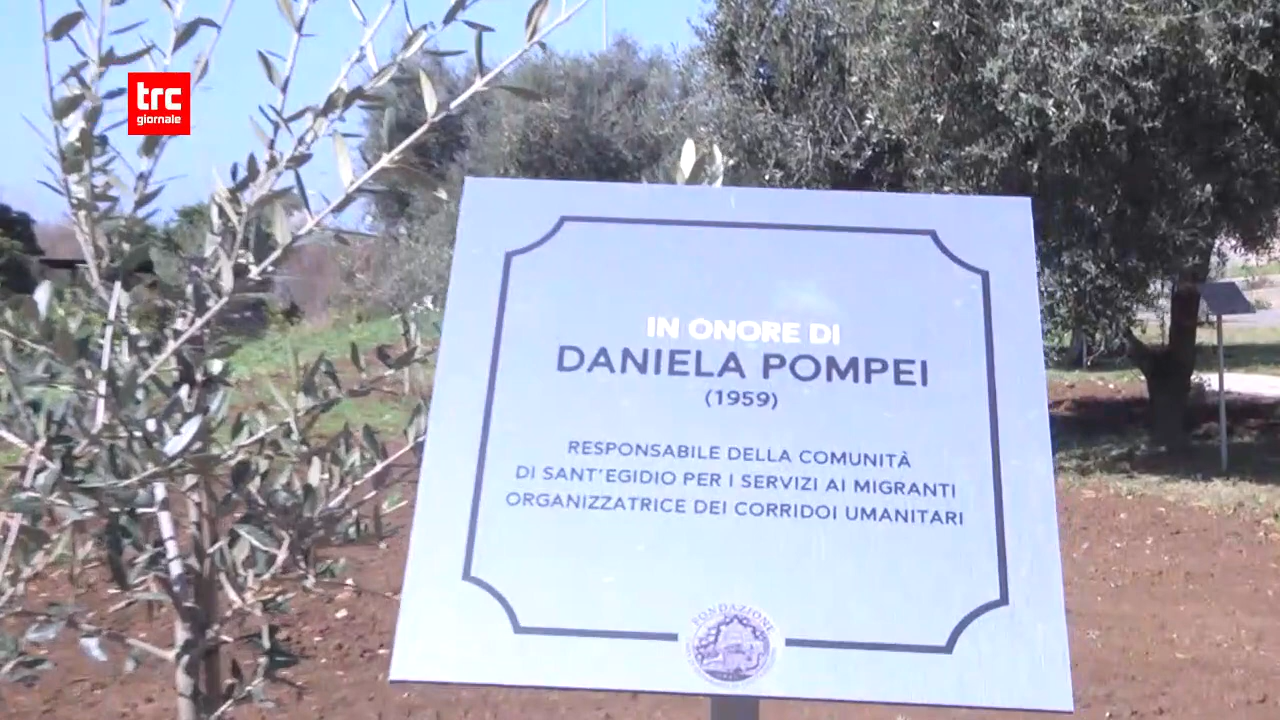 trc
giornale
IN ONORE DI
DANIELA POMPEI
(1959)
RESPONSABILE DELLA COMUNITÀ
DI SANT'EGIDIO PER I SERVIZI AI MIGRANTI
ORGANIZZATRICE DEI CORRIDOI UMANITARI
FONDAZIONE